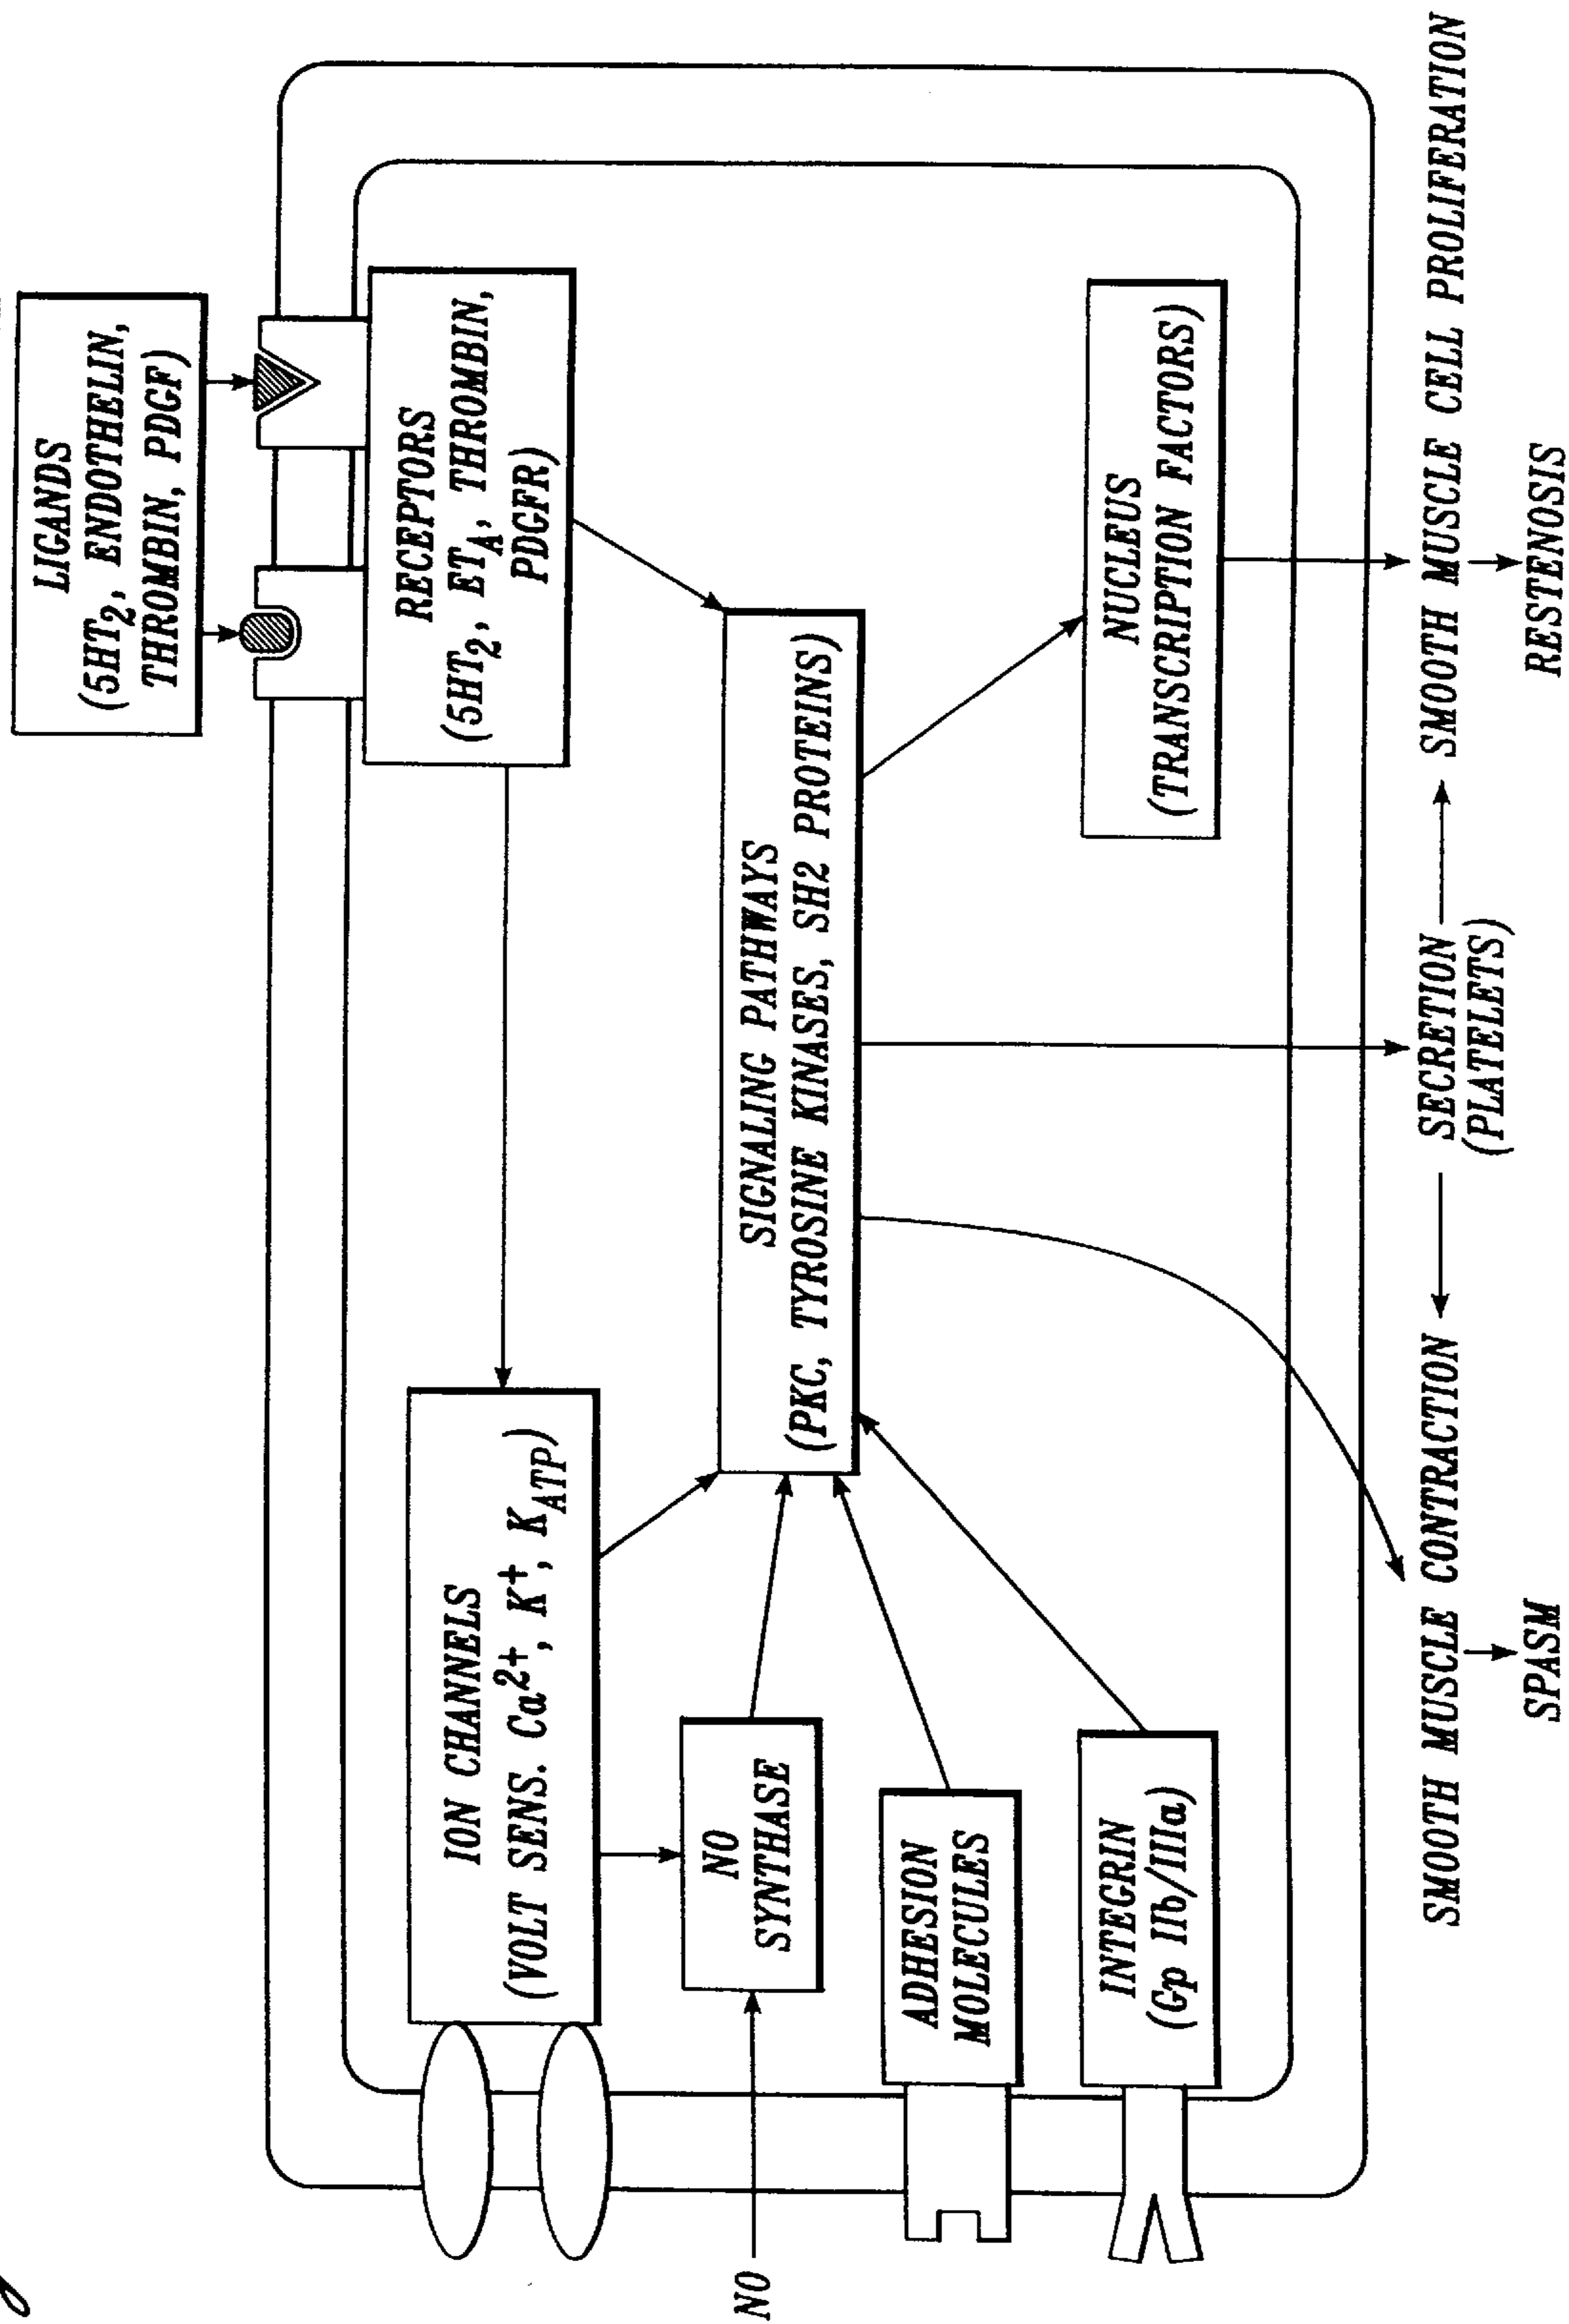 LIGANDS
(5HT2, ENDOTHELIN,
THROMBIN, PDGF)
RECEPTORS
(5HT2, ETA, THROMBIN,
PDGFR)
ION CHANNELS
(VOLT SENS. Ca2+, K+, KATP)
NO
NO
SYNTHASE
SIGNALING PATHWAYS
(PKC, TYROSINE KINASES, SH2 PROTEINS)
ADHESION
MOLECULES
INTEGRIN
(Gp IIb/IIIa)
NUCLEUS
(TRANSCRIPTION FACTORS)
SMOOTH MUSCLE CONTRACTION
SPASM
SECRETION
(PLATELETS)
SMOOTH MUSCLE CELL PROLIFERATION
RESTENOSIS